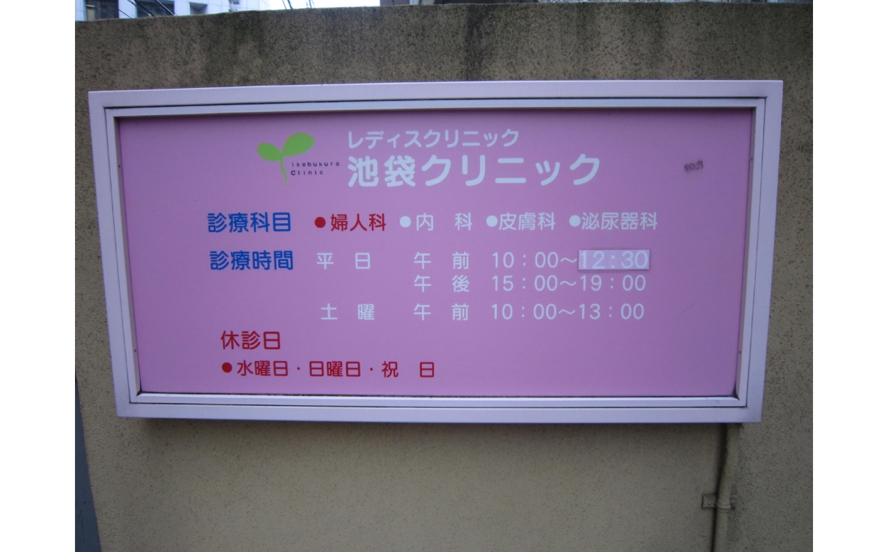 レディスクリニック
ikebukuro
Clinic
池袋クリニック
診療科目 ●婦人科 ●内 科 ●皮膚科 ●泌尿器科
診療時間 平 日 午 前 10:00～12:30
午 後 15:00～19:00
土 曜 午 前 10:00～13:00
休診日
●水曜日・日曜日・祝 日